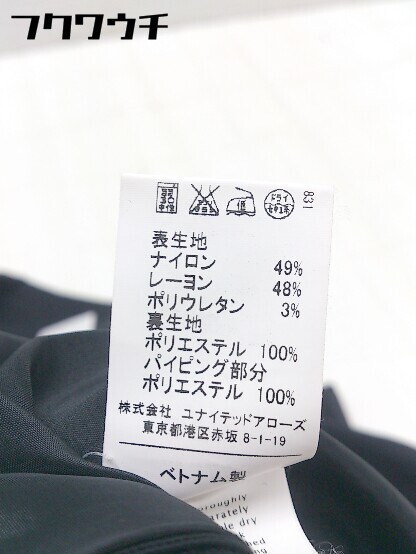 フクワウチ
831
ドライ
低
表生地
ナイロン 49%
レーヨン 48%
ポリウレタン 3%
裏生地
ポリエステル 100%
パイピング部分
ポリエステル 100%
株式会社 ユナイテッドアローズ
東京都港区赤坂 8-1-19
ベトナム製